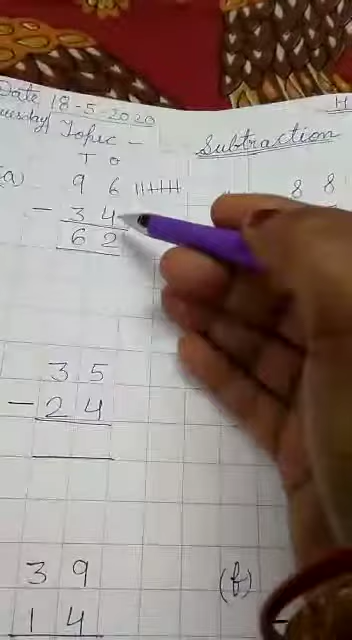 Date 18-5-2020
Tuesday Topic - Subtraction
T O
(a) 9 6
- 3 4
6 2
8 8
3 5
- 2 4
3 9
1 4
(f)